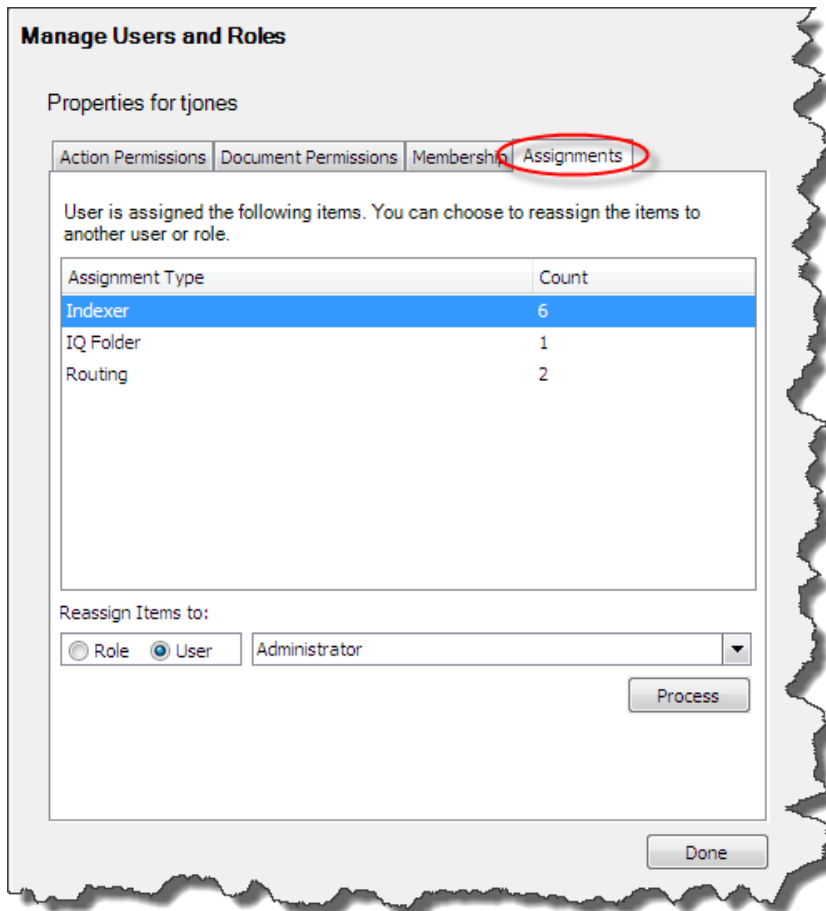 Manage Users and Roles
Properties for tjones
Action Permissions Document Permissions Membership Assignments
User is assigned the following items. You can choose to reassign the items to
another user or role.
Assignment Type Count
Indexer 6
IQ Folder 1
Routing 2
Reassign Items to:
Role User Administrator
Process
Done